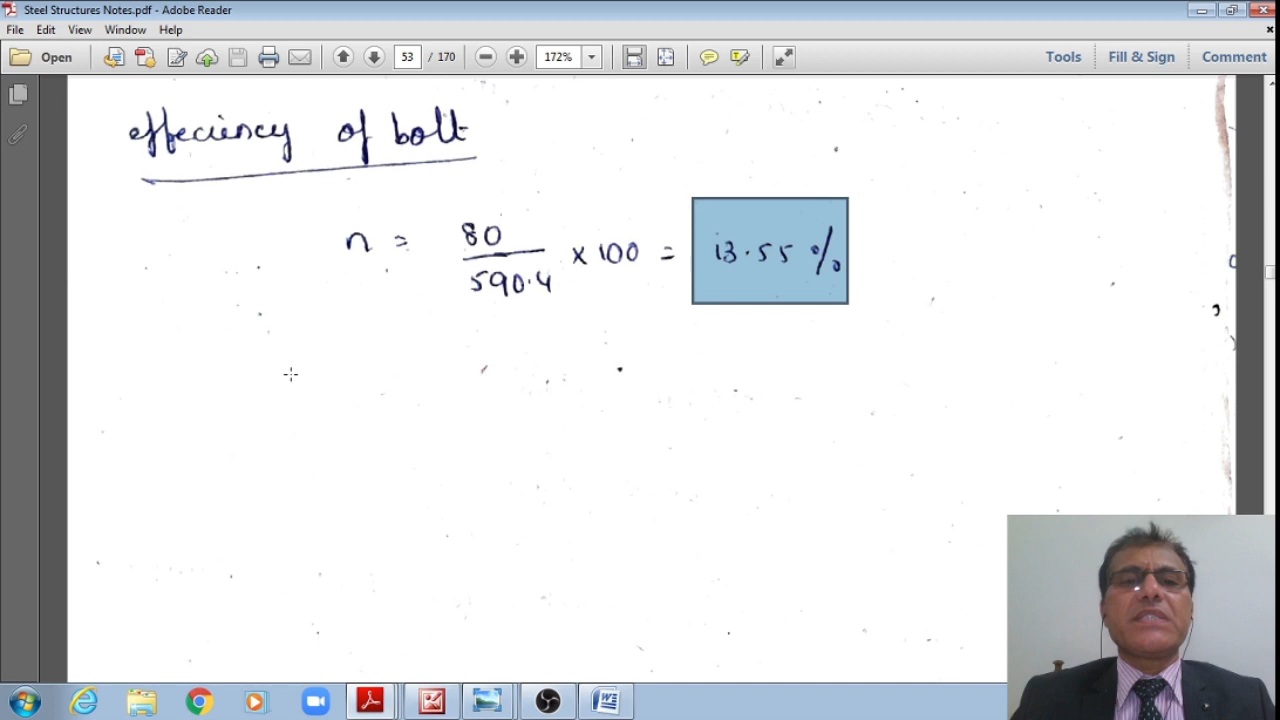 Steel Structures Notes.pdf - Adobe Reader
File Edit View Window Help
Open 53 / 170 172% Tools Fill & Sign Comment
effeciency of bolt
η = 80 / 590.4 × 100 = 13.55 %